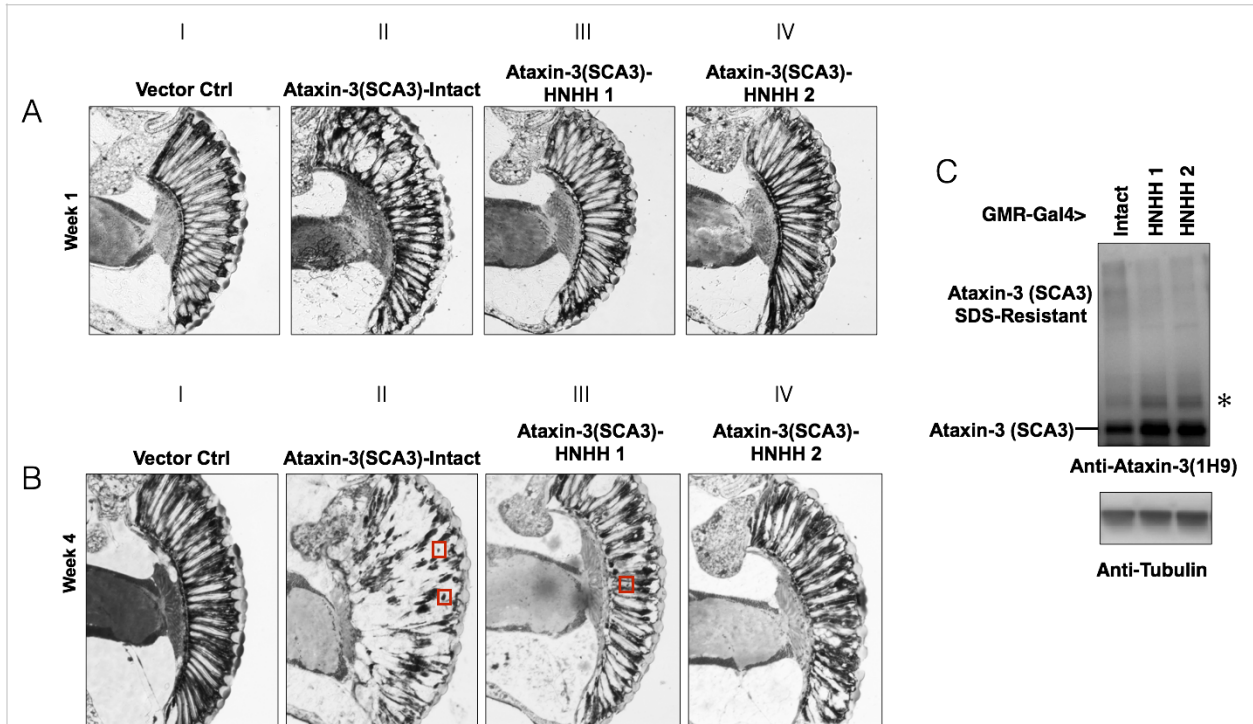 I II III IV
Vector Ctrl Ataxin-3(SCA3)-Intact Ataxin-3(SCA3)-
HNHH 1 Ataxin-3(SCA3)-
HNHH 2
A
Week 1
I II III IV
Vector Ctrl Ataxin-3(SCA3)-Intact Ataxin-3(SCA3)-
HNHH 1 Ataxin-3(SCA3)-
HNHH 2
B
Week 4
C
GMR-Gal4> Intact HNHH 1 HNHH 2
Ataxin-3 (SCA3)
SDS-Resistant
*
Ataxin-3 (SCA3)
Anti-Ataxin-3(1H9)
Anti-Tubulin